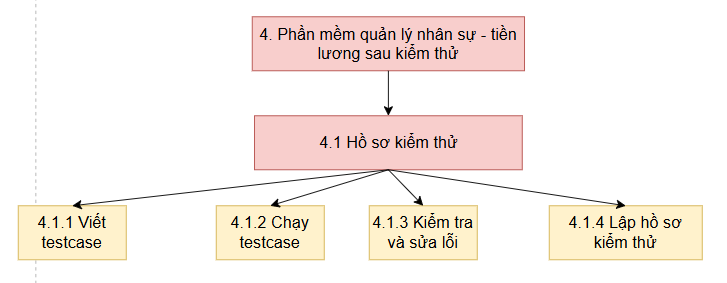 4. Phần mềm quản lý nhân sự - tiền
lương sau kiểm thử
4.1 Hồ sơ kiểm thử
4.1.1 Viết
testcase
4.1.2 Chạy
testcase
4.1.3 Kiểm tra
và sửa lỗi
4.1.4 Lập hồ sơ
kiểm thử